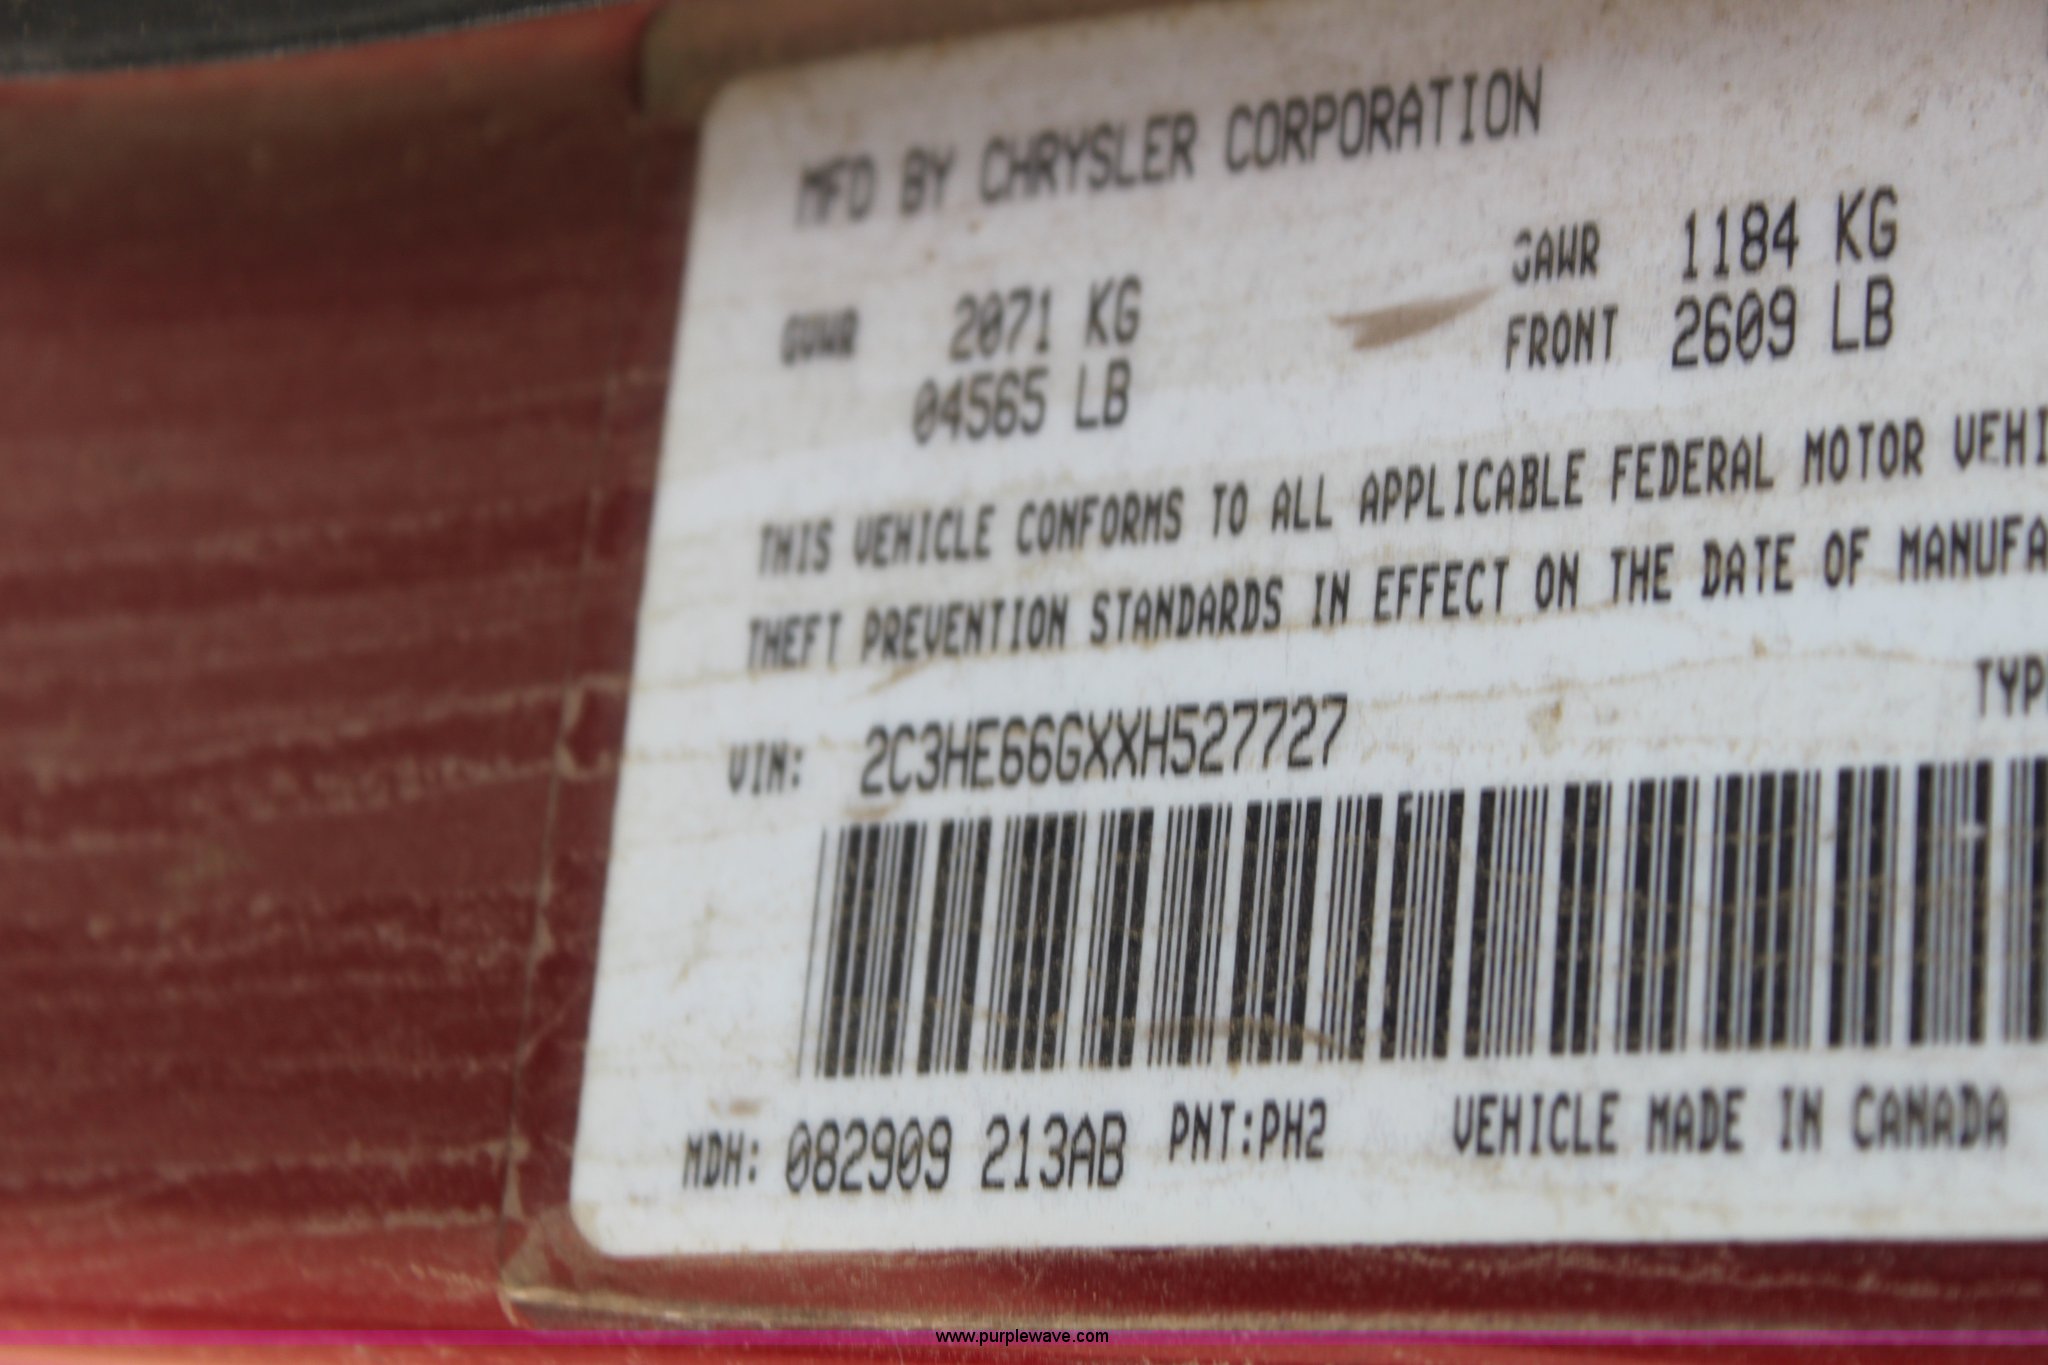 MFD BY CHRYSLER CORPORATION
GVWR 2071 KG GAWR 1184 KG
04565 LB FRONT 2609 LB
THIS VEHICLE CONFORMS TO ALL APPLICABLE FEDERAL MOTOR VEHI
THEFT PREVENTION STANDARDS IN EFFECT ON THE DATE OF MANUFA
VIN: 2C3HE66GXXH527727 TYP
MDH: 082909 213AB PNT:PH2 VEHICLE MADE IN CANADA
www.purplewave.com